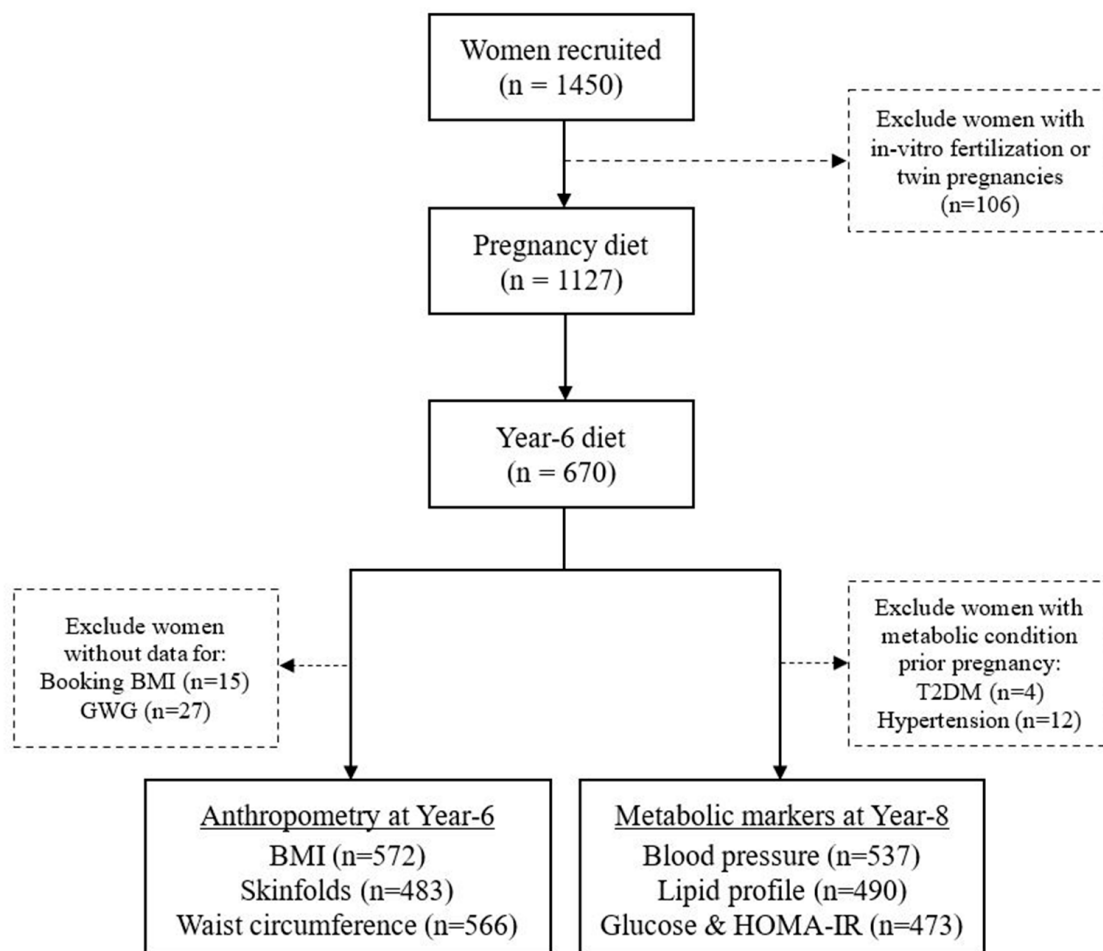 Women recruited
(n = 1450)
Exclude women with
in-vitro fertilization or
twin pregnancies
(n=106)
Pregnancy diet
(n = 1127)
Year-6 diet
(n = 670)
Exclude women
without data for:
Booking BMI (n=15)
GWG (n=27)
Exclude women with
metabolic condition
prior pregnancy:
T2DM (n=4)
Hypertension (n=12)
Anthropometry at Year-6
BMI (n=572)
Skinfolds (n=483)
Waist circumference (n=566)
Metabolic markers at Year-8
Blood pressure (n=537)
Lipid profile (n=490)
Glucose & HOMA-IR (n=473)